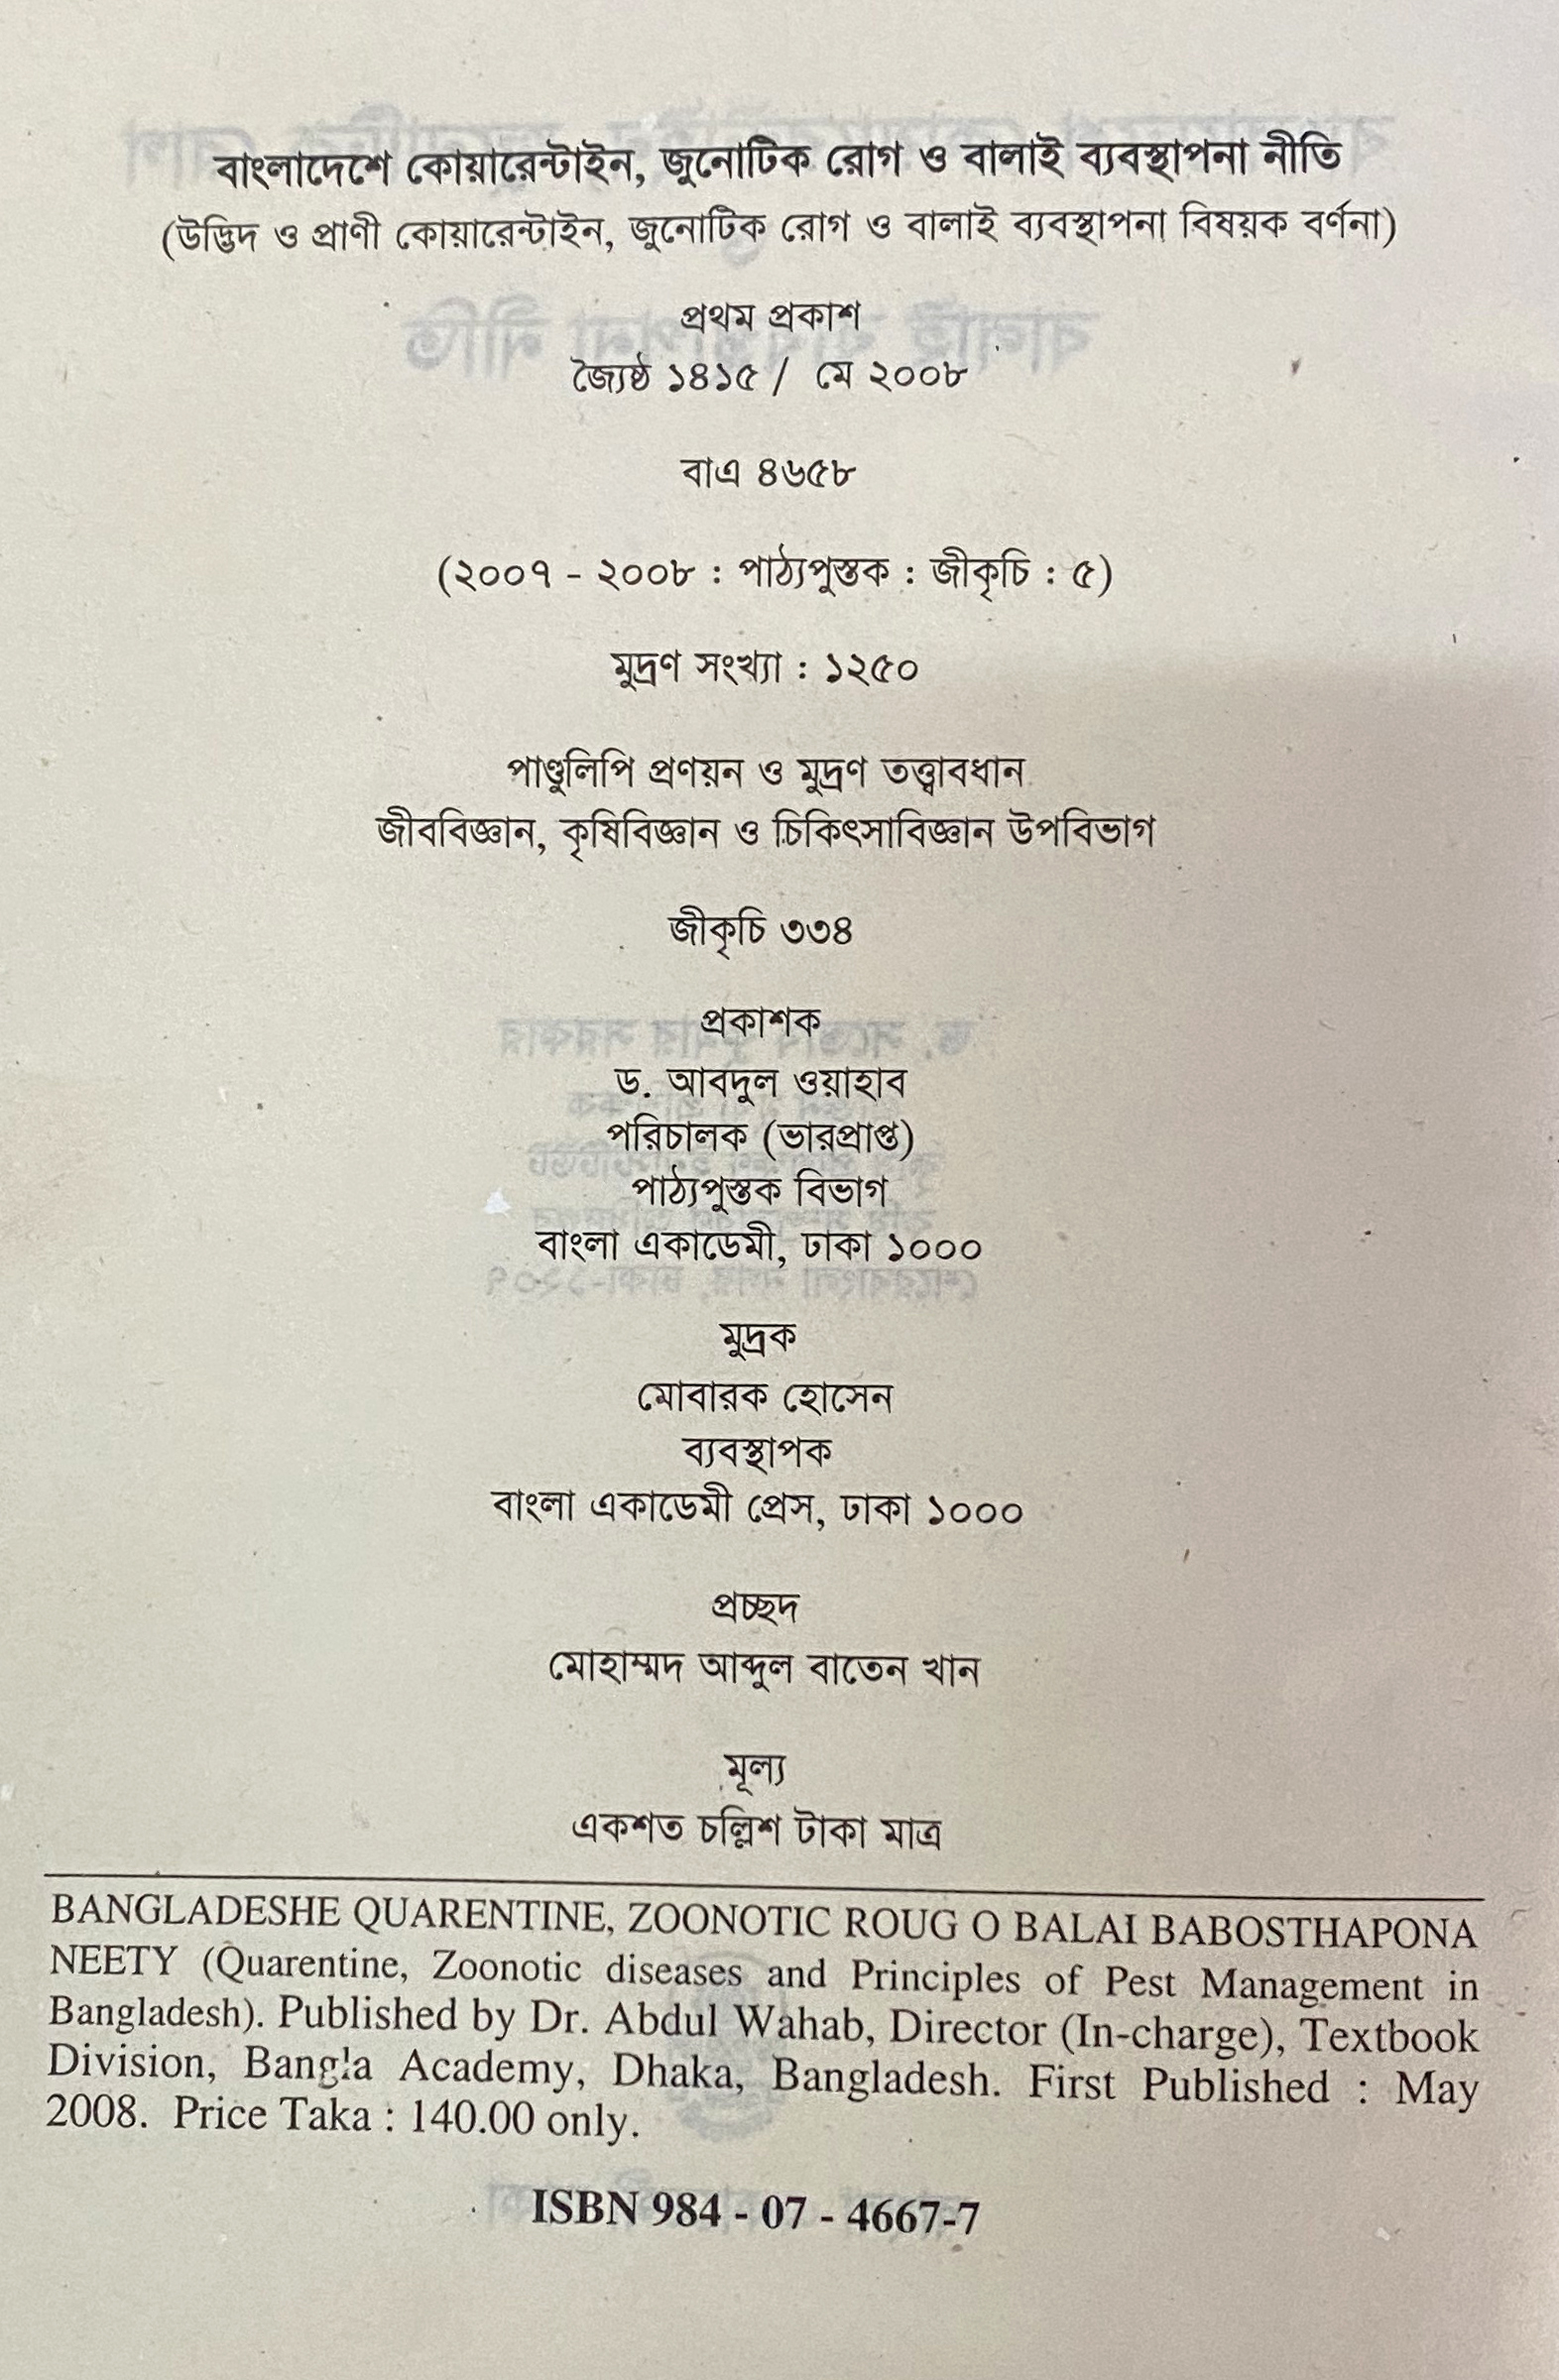 বাংলাদেশে কোয়ারেন্টাইন, জুনোটিক রোগ ও বালাই ব্যবস্থাপনা নীতি
(উদ্ভিদ ও প্রাণী কোয়ারেন্টাইন, জুনোটিক রোগ ও বালাই ব্যবস্থাপনা বিষয়ক বর্ণনা)
প্রথম প্রকাশ
জ্যৈষ্ঠ ১৪১৫ / মে ২০০৮
বাএ ৪৬৫৮
(২০০৭ - ২০০৮ : পাঠ্যপুস্তক : জীকৃচি : ৫)
মুদ্রণ সংখ্যা : ১২৫০
পাণ্ডুলিপি প্রণয়ন ও মুদ্রণ তত্ত্বাবধান
জীববিজ্ঞান, কৃষিবিজ্ঞান ও চিকিৎসাবিজ্ঞান উপবিভাগ
জীকৃচি ৩৩৪
প্রকাশক
ড. আবদুল ওয়াহাব
পরিচালক (ভারপ্রাপ্ত)
পাঠ্যপুস্তক বিভাগ
বাংলা একাডেমী, ঢাকা ১০০০
মুদ্রক
মোবারক হোসেন
ব্যবস্থাপক
বাংলা একাডেমী প্রেস, ঢাকা ১০০০
প্রচ্ছদ
মোহাম্মদ আব্দুল বাতেন খান
মূল্য
একশত চল্লিশ টাকা মাত্র
BANGLADESHE QUARENTINE, ZOONOTIC ROUG O BALAI BABOSTHAPONA
NEETY (Quarentine, Zoonotic diseases and Principles of Pest Management in
Bangladesh). Published by Dr. Abdul Wahab, Director (In-charge), Textbook
Division, Bangla Academy, Dhaka, Bangladesh. First Published : May
2008. Price Taka : 140.00 only.
ISBN 984 - 07 - 4667-7